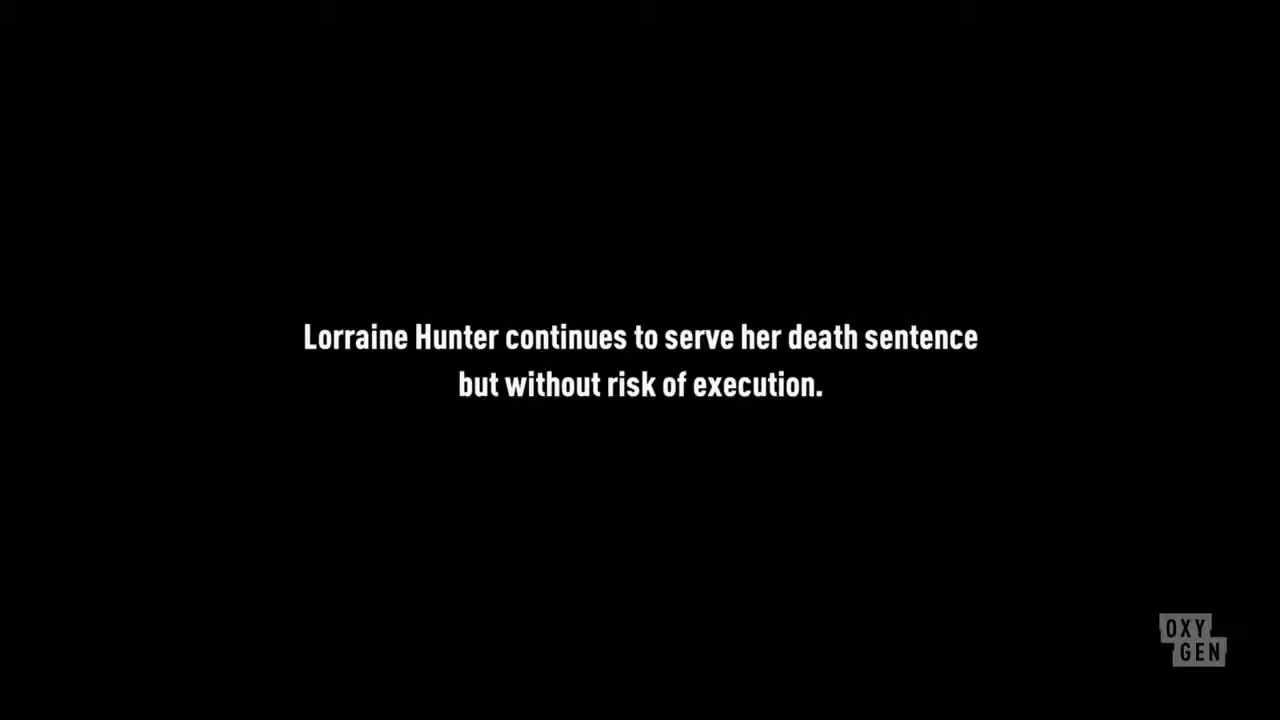 Lorraine Hunter continues to serve her death sentence
but without risk of execution.
OXY
GEN